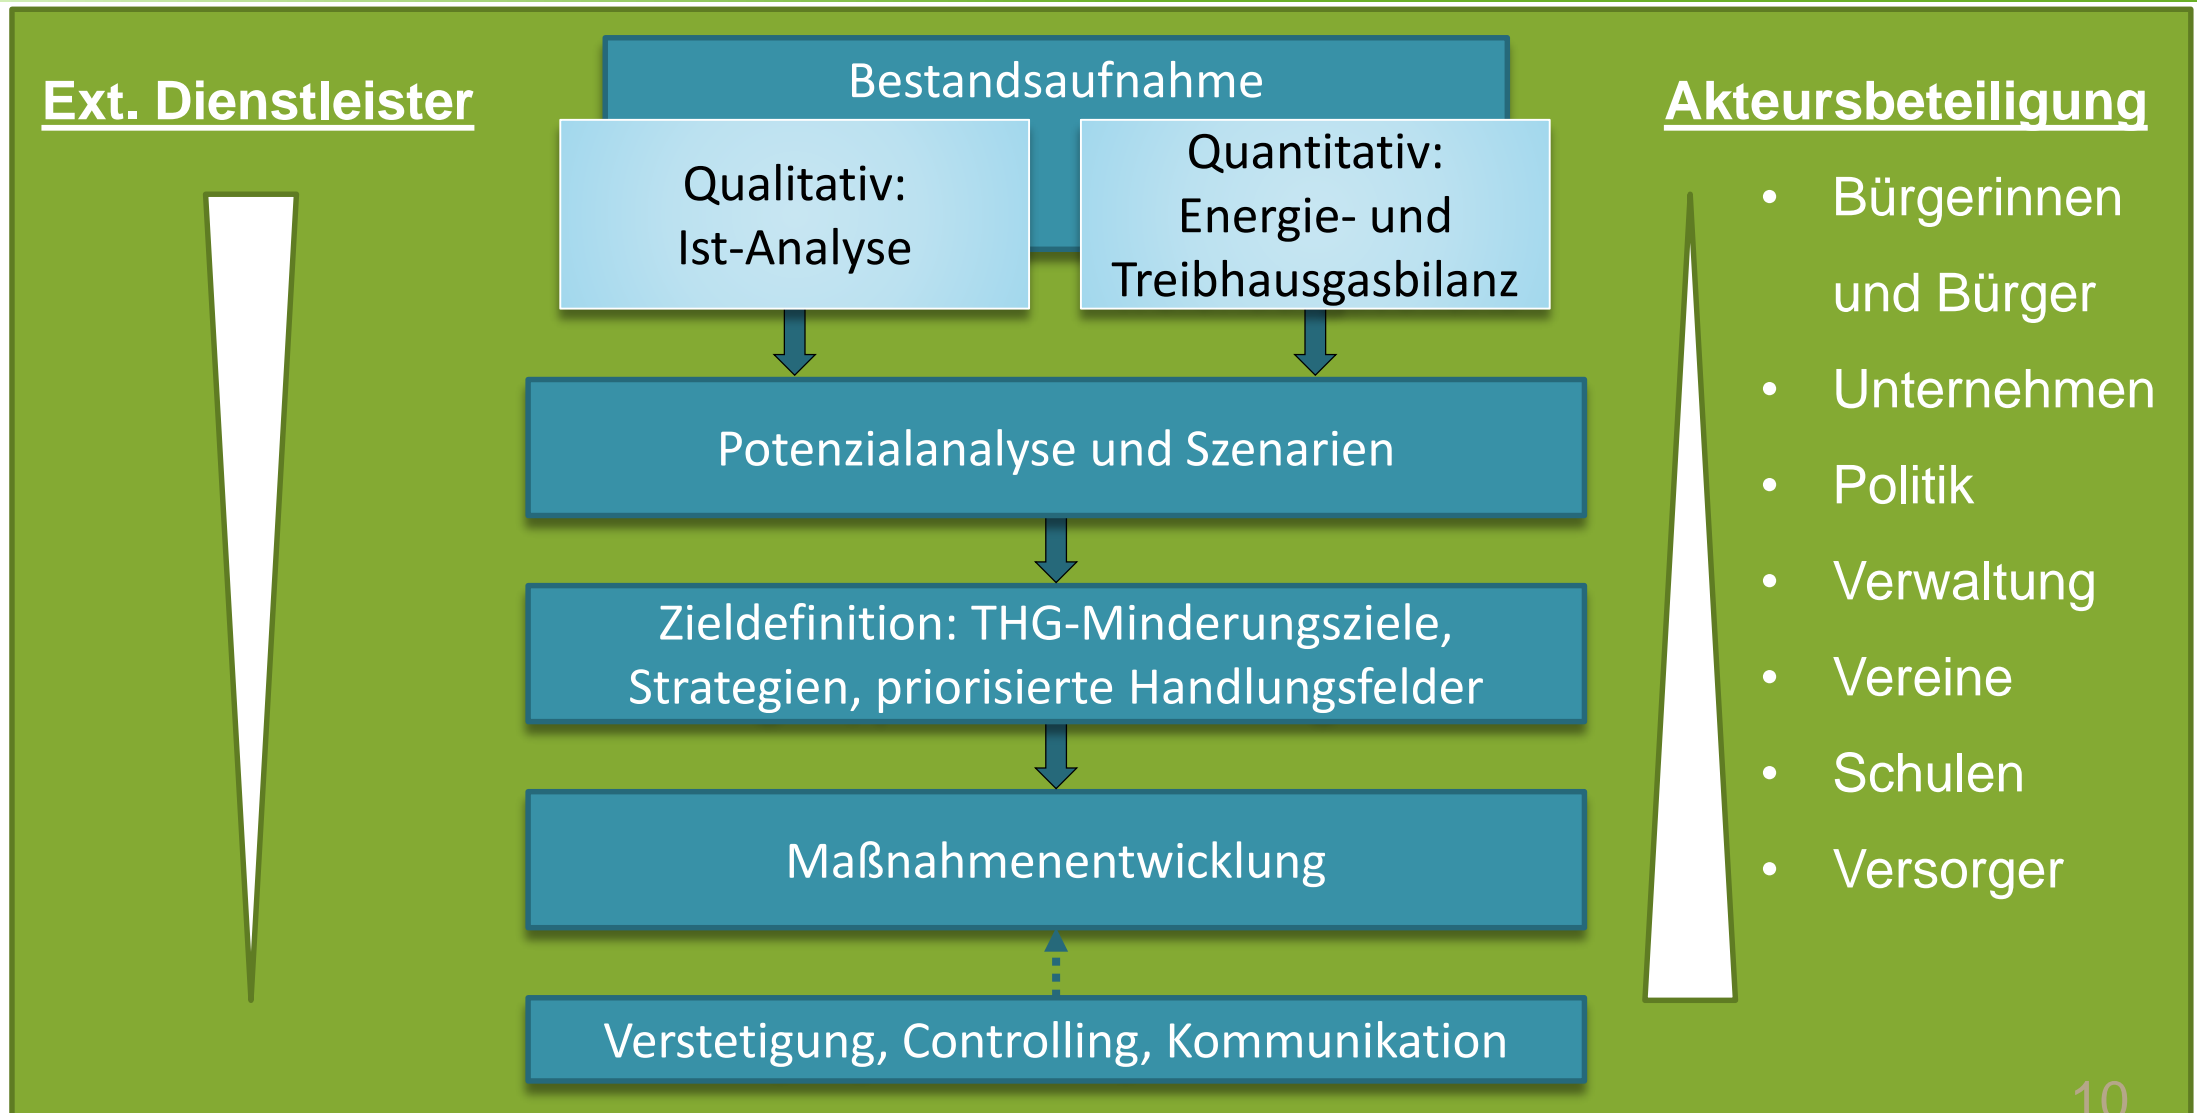 Ext. Dienstleister
Bestandsaufnahme
Qualitativ:
Ist-Analyse
Quantitativ:
Energie- und
Treibhausgasbilanz
Potenzialanalyse und Szenarien
Zieldefinition: THG-Minderungsziele,
Strategien, priorisierte Handlungsfelder
Maßnahmenentwicklung
Verstetigung, Controlling, Kommunikation
Akteursbeteiligung
• Bürgerinnen
und Bürger
• Unternehmen
• Politik
• Verwaltung
• Vereine
• Schulen
• Versorger
10